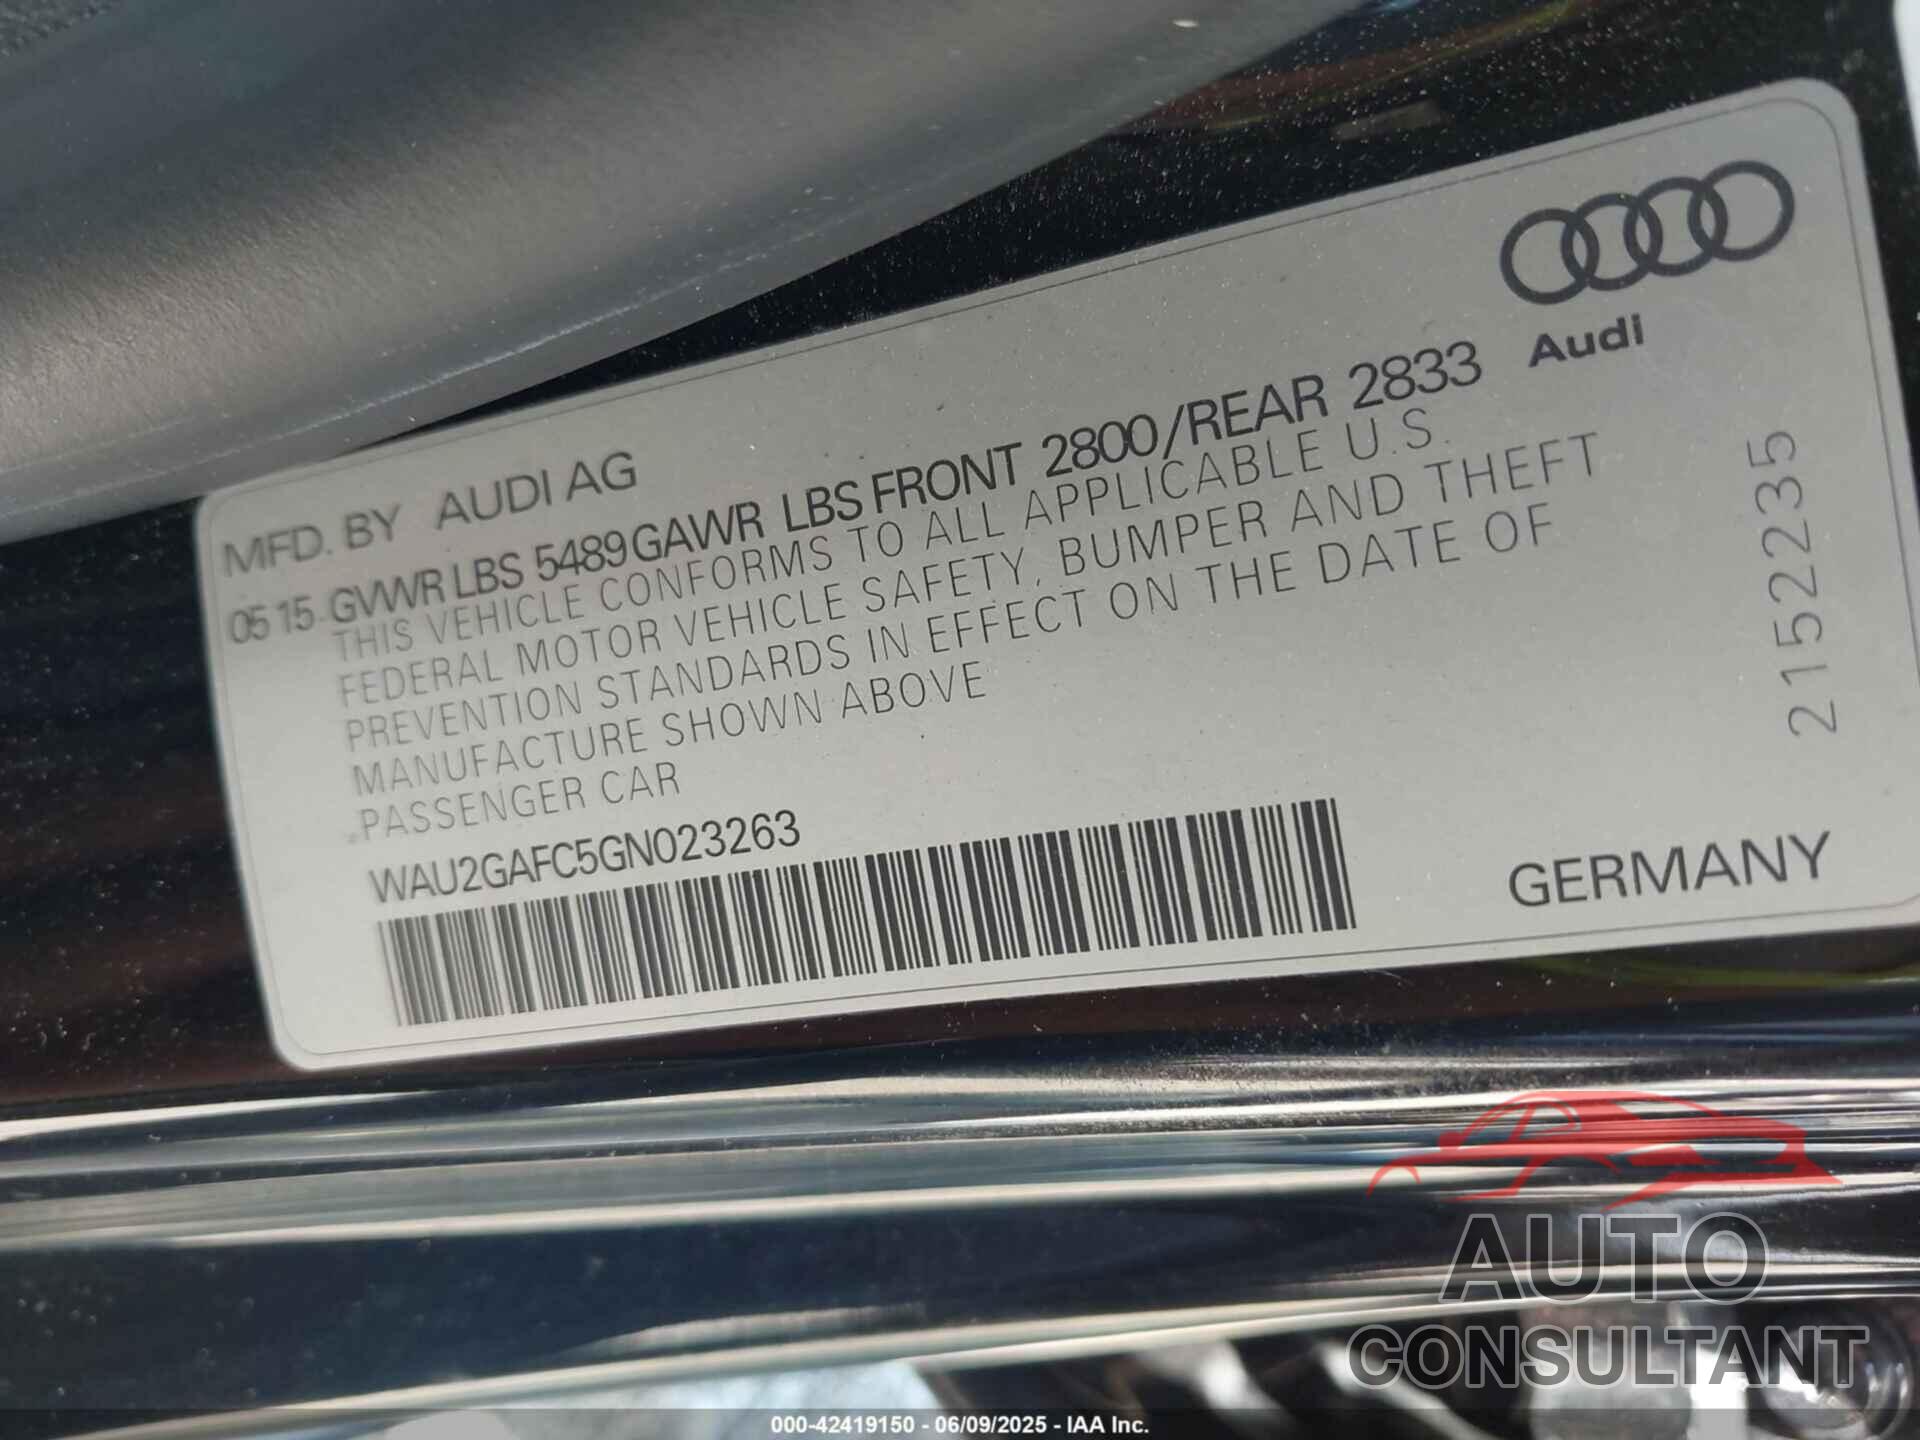 Audi
MFD. BY AUDI AG
05 15 GVWR LBS 5489 GAWR LBS FRONT 2800/REAR 2833
THIS VEHICLE CONFORMS TO ALL APPLICABLE U.S.
FEDERAL MOTOR VEHICLE SAFETY, BUMPER AND THEFT
PREVENTION STANDARDS IN EFFECT ON THE DATE OF
MANUFACTURE SHOWN ABOVE
PASSENGER CAR
WAU2GAFC5GN023263
GERMANY
2152235
AUTO
CONSULTANT
000-42419150 - 06/09/2025 - IAA Inc.